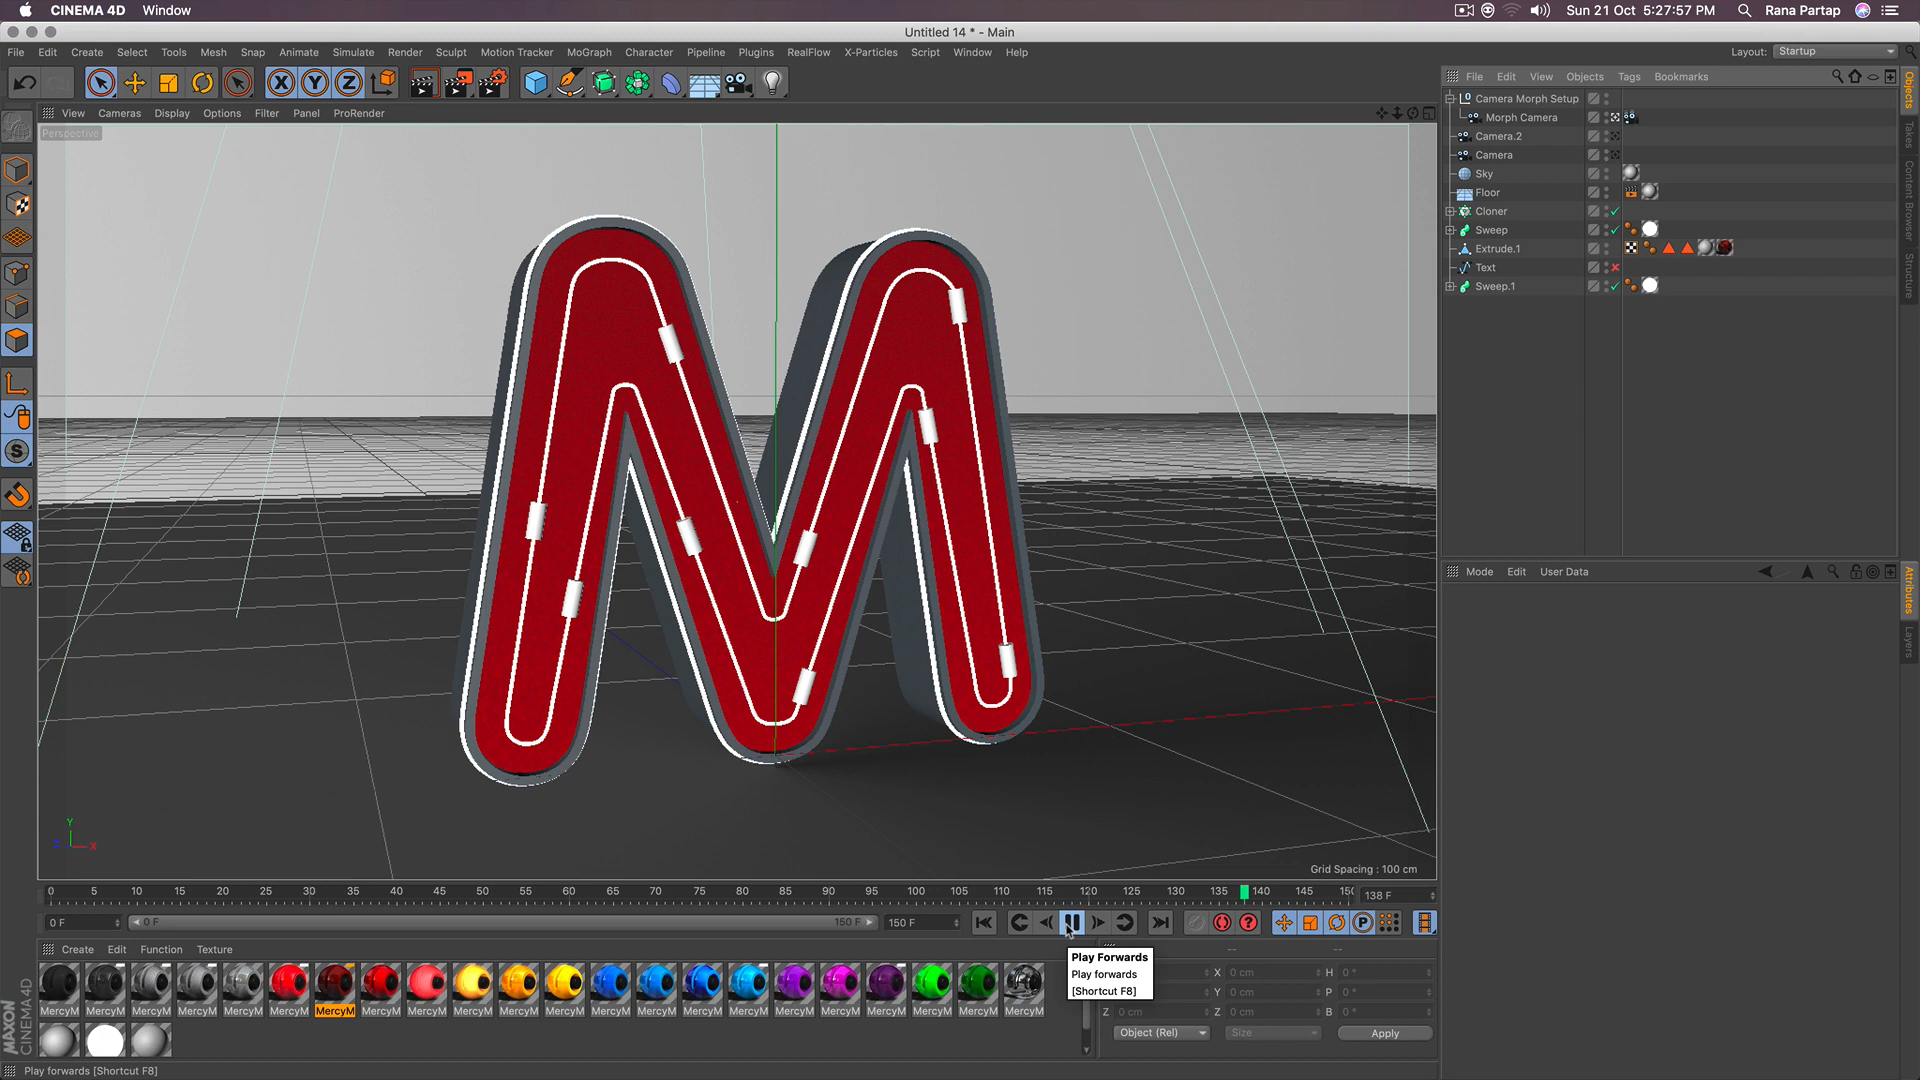 CINEMA 4D Window
Sun 21 Oct 5:27:57 PM Rana Partap
Untitled 14 * - Main
File Edit Create Select Tools Mesh Snap Animate Simulate Render Sculpt Motion Tracker MoGraph Character Pipeline Plugins RealFlow X-Particles Script Window Help
Layout: Startup
X Y Z
File Edit View Objects Tags Bookmarks
View Cameras Display Options Filter Panel ProRender
Perspective
Camera Morph Setup
Morph Camera
Camera.2
Camera
Sky
Floor
Cloner
Sweep
Extrude.1
Text
Sweep.1
Objects
Takes
Content Browser
Structure
Mode Edit User Data
Attributes
Layers
M
S
Y
Z X
Grid Spacing : 100 cm
0 5 10 15 20 25 30 35 40 45 50 55 60 65 70 75 80 85 90 95 100 105 110 115 120 125 130 135 140 145 150
138 F
0 F 0 F 150 F 150 F
P
Create Edit Function Texture
-- --
Play Forwards
Play forwards
[Shortcut F8]
X 0 cm H 0 °
Y 0 cm P 0 °
Z 0 cm Z 0 cm B 0 °
Object (Rel) Size Apply
MercyM MercyM MercyM MercyM MercyM MercyM MercyM MercyM MercyM MercyM MercyM MercyM MercyM MercyM MercyM MercyM MercyM MercyM MercyM MercyM MercyM MercyM
MAXON
CINEMA 4D
Play forwards [Shortcut F8]